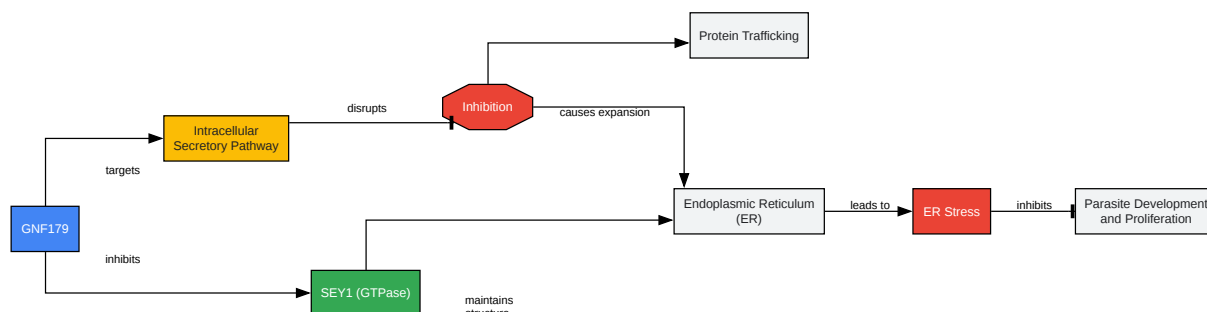 Protein Trafficking
Inhibition
disrupts
causes expansion
Intracellular
Secretory Pathway
targets
Endoplasmic Reticulum
(ER)
leads to
ER Stress
inhibits
Parasite Development
and Proliferation
GNF179
inhibits
SEY1 (GTPase)
maintains
structure